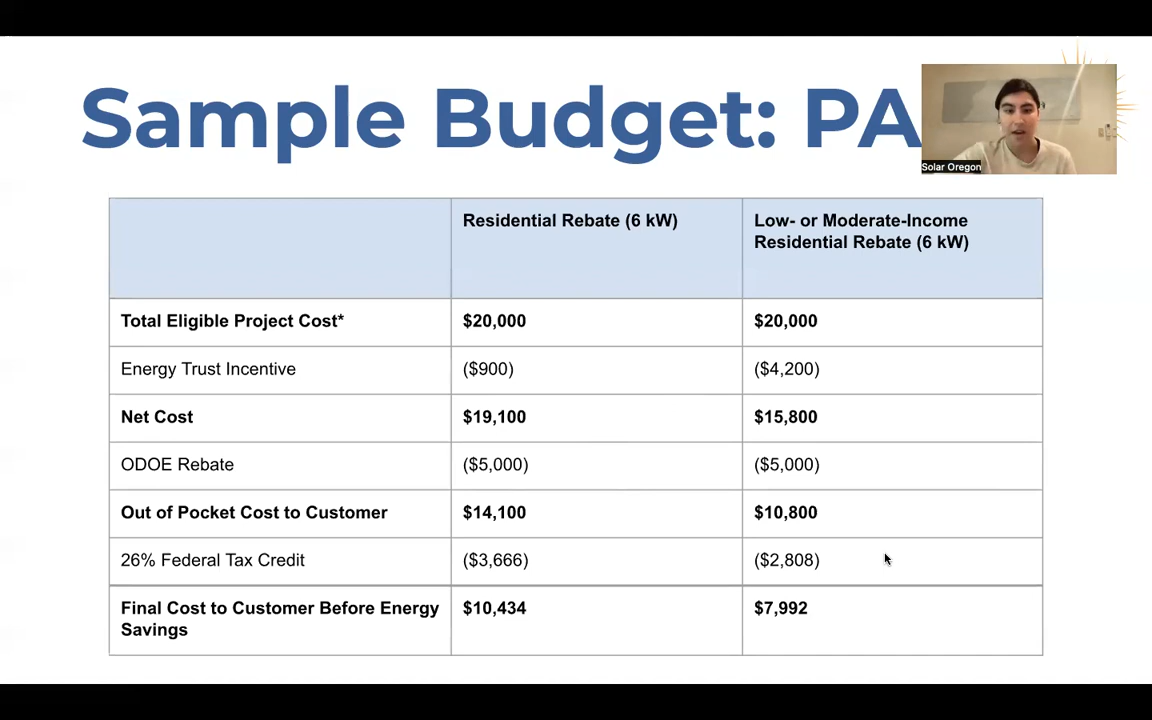 Sample Budget: PA
Solar Oregon
Residential Rebate (6 kW)
Low- or Moderate-Income
Residential Rebate (6 kW)
Total Eligible Project Cost* $20,000 $20,000
Energy Trust Incentive ($900) ($4,200)
Net Cost $19,100 $15,800
ODOE Rebate ($5,000) ($5,000)
Out of Pocket Cost to Customer $14,100 $10,800
26% Federal Tax Credit ($3,666) ($2,808)
Final Cost to Customer Before Energy $10,434 $7,992
Savings